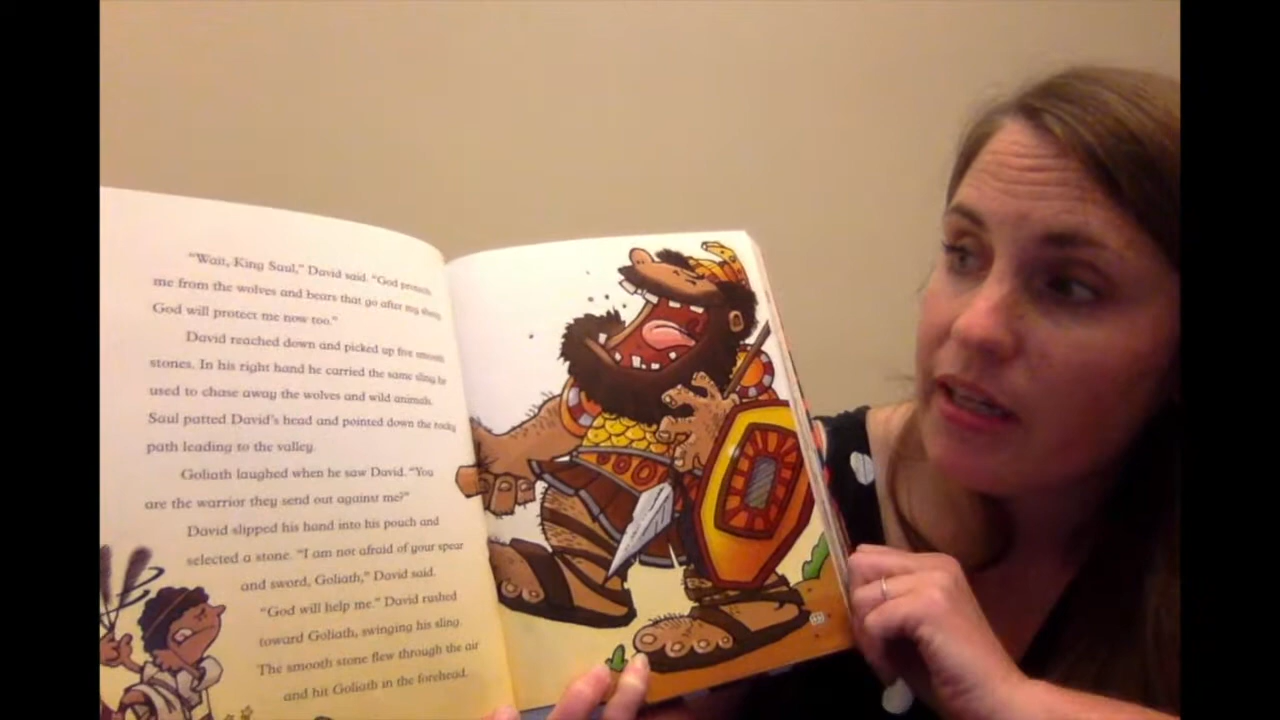 "Wait, King Saul," David said. "God protects
me from the wolves and bears that go after my sheep.
God will protect me now too."
David reached down and picked up five smooth
stones. In his right hand he carried the same sling he
used to chase away the wolves and wild animals.
Saul patted David's head and pointed down the rocky
path leading to the valley.
Goliath laughed when he saw David. "You
are the warrior they send out against me?"
David slipped his hand into his pouch and
selected a stone. "I am not afraid of your spear
and sword, Goliath," David said.
"God will help me." David rushed
toward Goliath, swinging his sling.
The smooth stone flew through the air
and hit Goliath in the forehead.